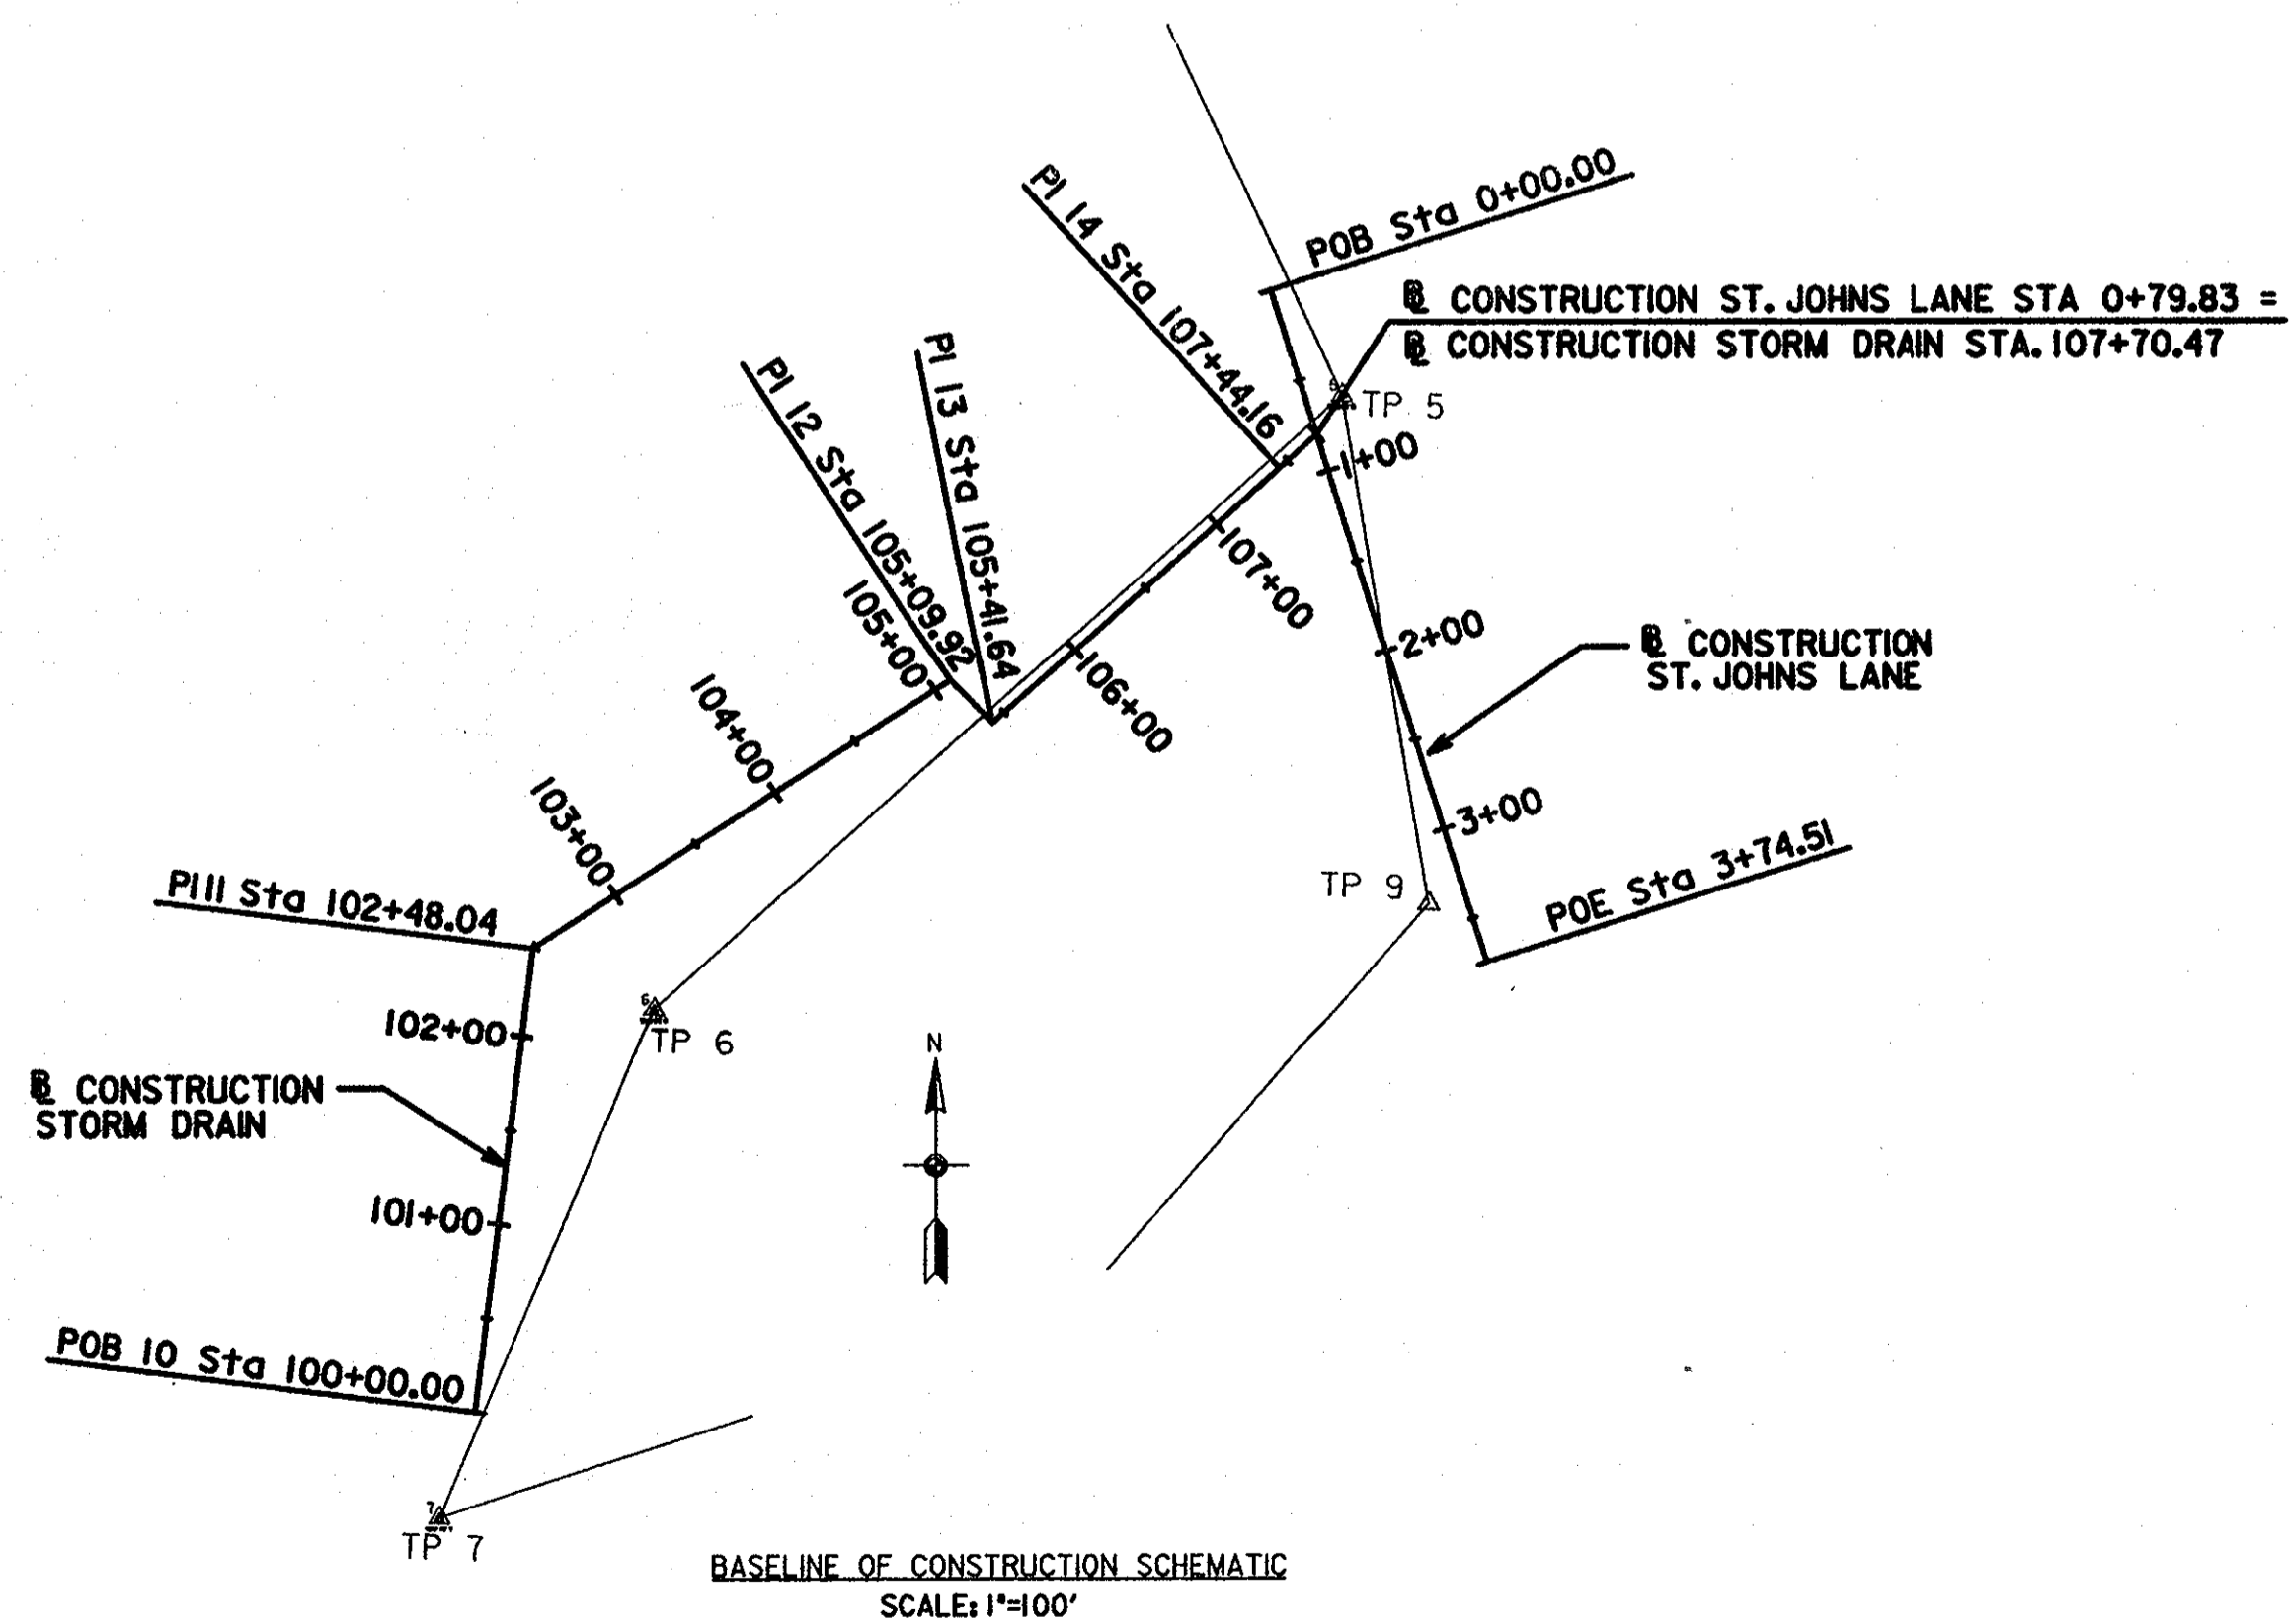 POB Sta 0+00.00
PI 14 Sta 107+44.16
℄ CONSTRUCTION ST. JOHNS LANE STA 0+79.83 =
℄ CONSTRUCTION STORM DRAIN STA. 107+70.47
PI 13 Sta 105+41.64
PI 12 Sta 105+09.92
5
TP 5
1+00
107+00
105+00
2+00
℄ CONSTRUCTION
ST. JOHNS LANE
106+00
104+00
103+00
3+00
POE Sta 3+74.51
TP 9
PI 11 Sta 102+48.04
6
TP 6
102+00
N
℄ CONSTRUCTION
STORM DRAIN
101+00
POB 10 Sta 100+00.00
7
TP 7
BASELINE OF CONSTRUCTION SCHEMATIC
SCALE: 1"=100'